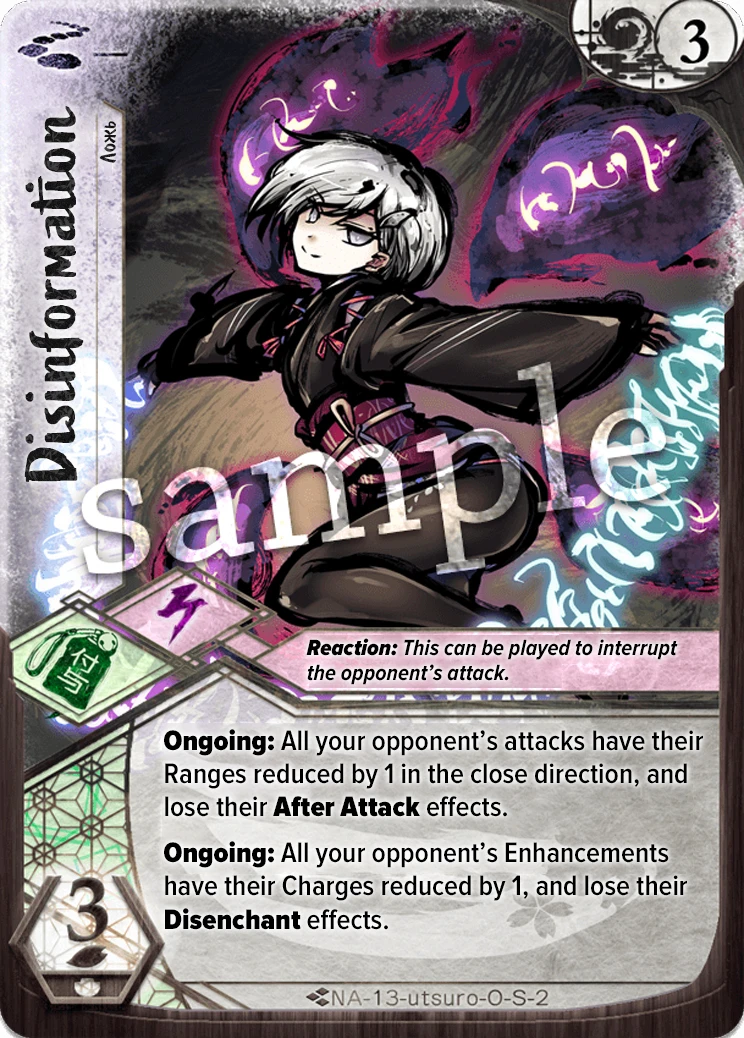 3
Disinformation
Ложь
sample
付与
Reaction: This can be played to interrupt
the opponent's attack.
Ongoing: All your opponent's attacks have their
Ranges reduced by 1 in the close direction, and
lose their After Attack effects.
Ongoing: All your opponent's Enhancements
have their Charges reduced by 1, and lose their
Disenchant effects.
3
NA-13-utsuro-O-S-2